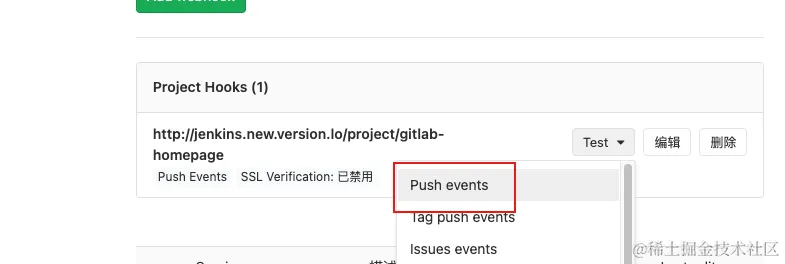 Project Hooks (1)
http://jenkins.new.version.lo/project/gitlab-
homepage
Test
编辑
删除
Push Events
SSL Verification: 已禁用
Push events
Tag push events
Issues events
@稀土掘金技术社区